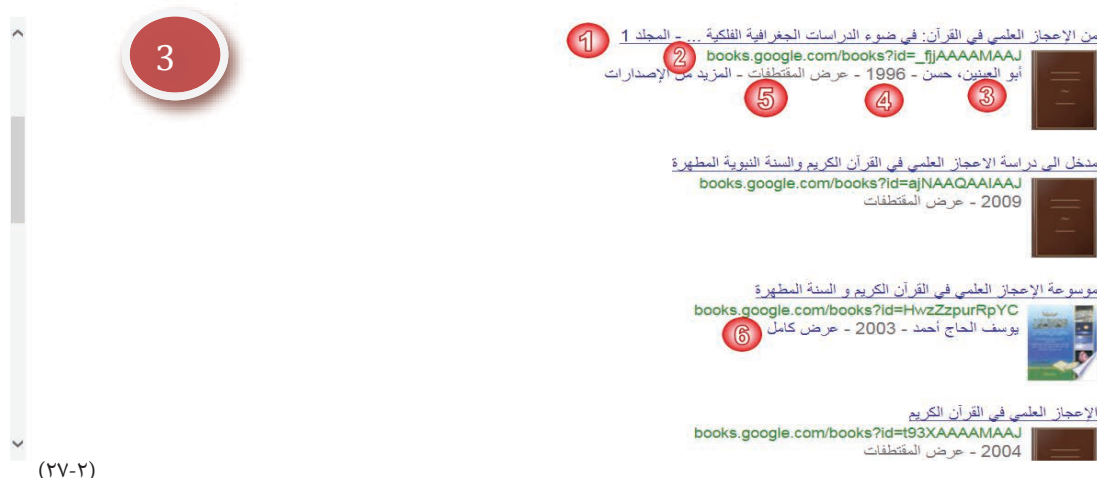 3
من الإعجاز العلمي في القرآن: في ضوء الدراسات الجغرافية الفلكية ... - المجلد 1 1
books.google.com/books?id=_fjjAAAAMAAJ 2
أبو العينين، حسن - 1996 - عرض المقتطفات - المزيد من الإصدارات
3 4 5
مدخل الى دراسة الاعجاز العلمي في القرآن الكريم والسنة النبوية المطهرة
books.google.com/books?id=ajNAAQAAIAAJ
2009 - عرض المقتطفات
موسوعة الإعجاز العلمي في القرآن الكريم و السنة المطهرة
books.google.com/books?id=HwzZzpurRpYC
يوسف الحاج أحمد - 2003 - عرض كامل 6
الإعجاز العلمي في القرآن الكريم
books.google.com/books?id=t93XAAAAMAAJ
2004 - عرض المقتطفات
(٢-٢٧)